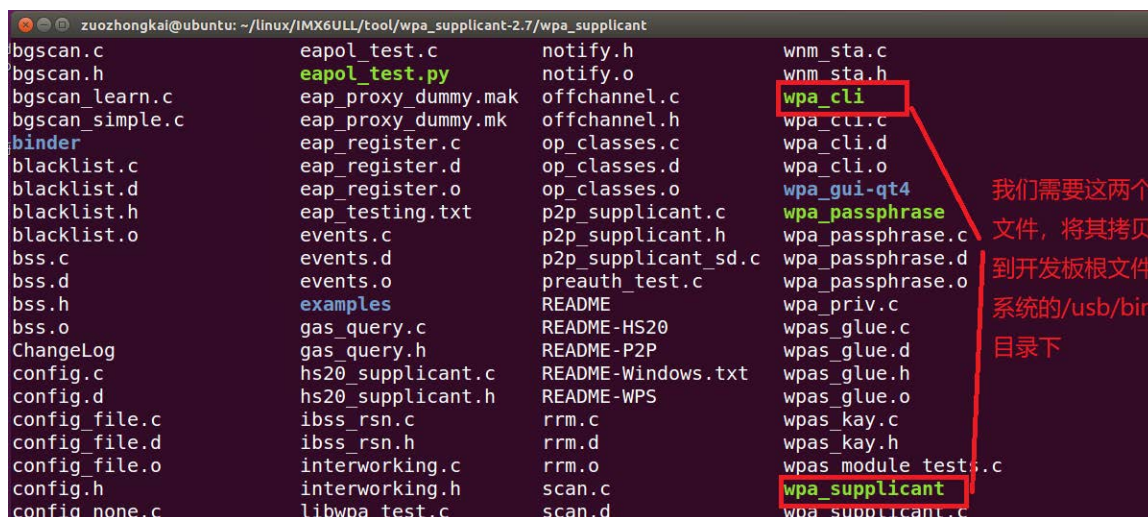 zuozhongkai@ubuntu: ~/linux/IMX6ULL/tool/wpa_supplicant-2.7/wpa_supplicant
bgscan.c eapol_test.c notify.h wnm_sta.c
bgscan.h eapol_test.py notify.o wnm_sta.h
bgscan_learn.c eap_proxy_dummy.mak offchannel.c wpa_cli
bgscan_simple.c eap_proxy_dummy.mk offchannel.h wpa_cli.c
binder eap_register.c op_classes.c wpa_cli.d
blacklist.c eap_register.d op_classes.d wpa_cli.o
blacklist.d eap_register.o op_classes.o wpa_gui-qt4
blacklist.h eap_testing.txt p2p_supplicant.c wpa_passphrase
blacklist.o events.c p2p_supplicant.h wpa_passphrase.c
bss.c events.d p2p_supplicant_sd.c wpa_passphrase.d
bss.d events.o preauth_test.c wpa_passphrase.o
bss.h examples README wpa_priv.c
bss.o gas_query.c README-HS20 wpas_glue.c
ChangeLog gas_query.h README-P2P wpas_glue.d
config.c hs20_supplicant.c README-Windows.txt wpas_glue.h
config.d hs20_supplicant.h README-WPS wpas_glue.o
config_file.c ibss_rsn.c rrm.c wpas_kay.c
config_file.d ibss_rsn.h rrm.d wpas_kay.h
config_file.o interworking.c rrm.o wpas_module_tests.c
config.h interworking.h scan.c wpa_supplicant
config_none.c libwpa_test.c scan.d wpa_supplicant.c
我们需要这两个
文件，将其拷贝
到开发板根文件
系统的/usb/bin
目录下